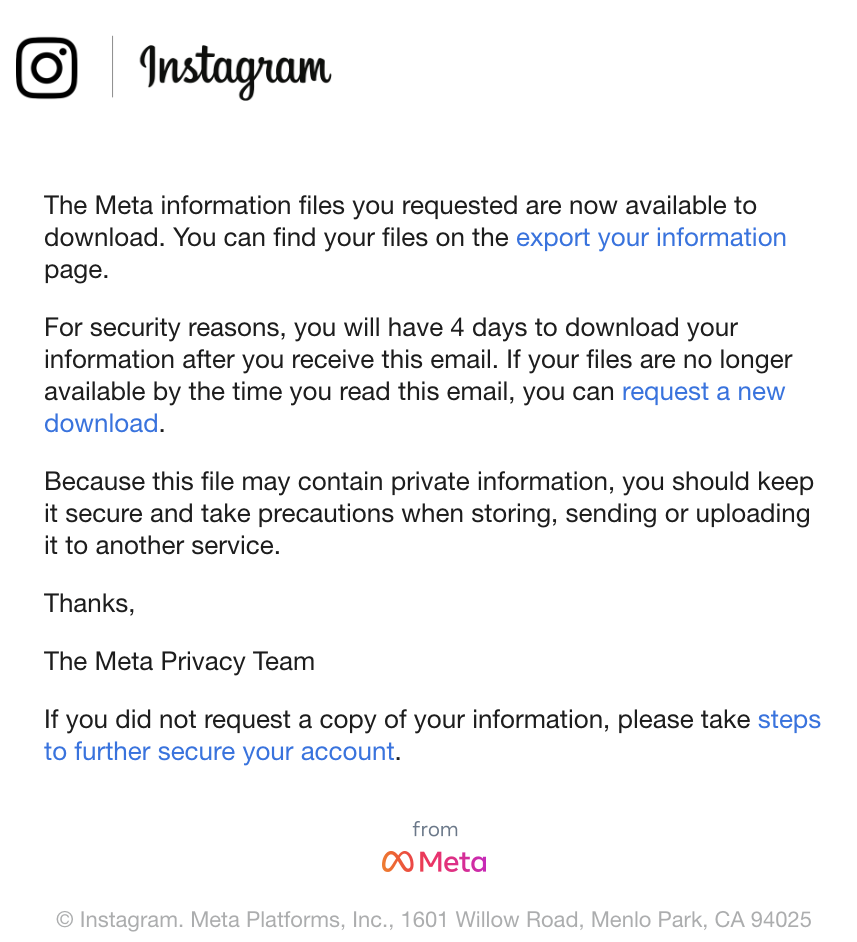 Instagram
The Meta information files you requested are now available to
download. You can find your files on the export your information
page.
For security reasons, you will have 4 days to download your
information after you receive this email. If your files are no longer
available by the time you read this email, you can request a new
download.
Because this file may contain private information, you should keep
it secure and take precautions when storing, sending or uploading
it to another service.
Thanks,
The Meta Privacy Team
If you did not request a copy of your information, please take steps
to further secure your account.
from
Meta
© Instagram. Meta Platforms, Inc., 1601 Willow Road, Menlo Park, CA 94025